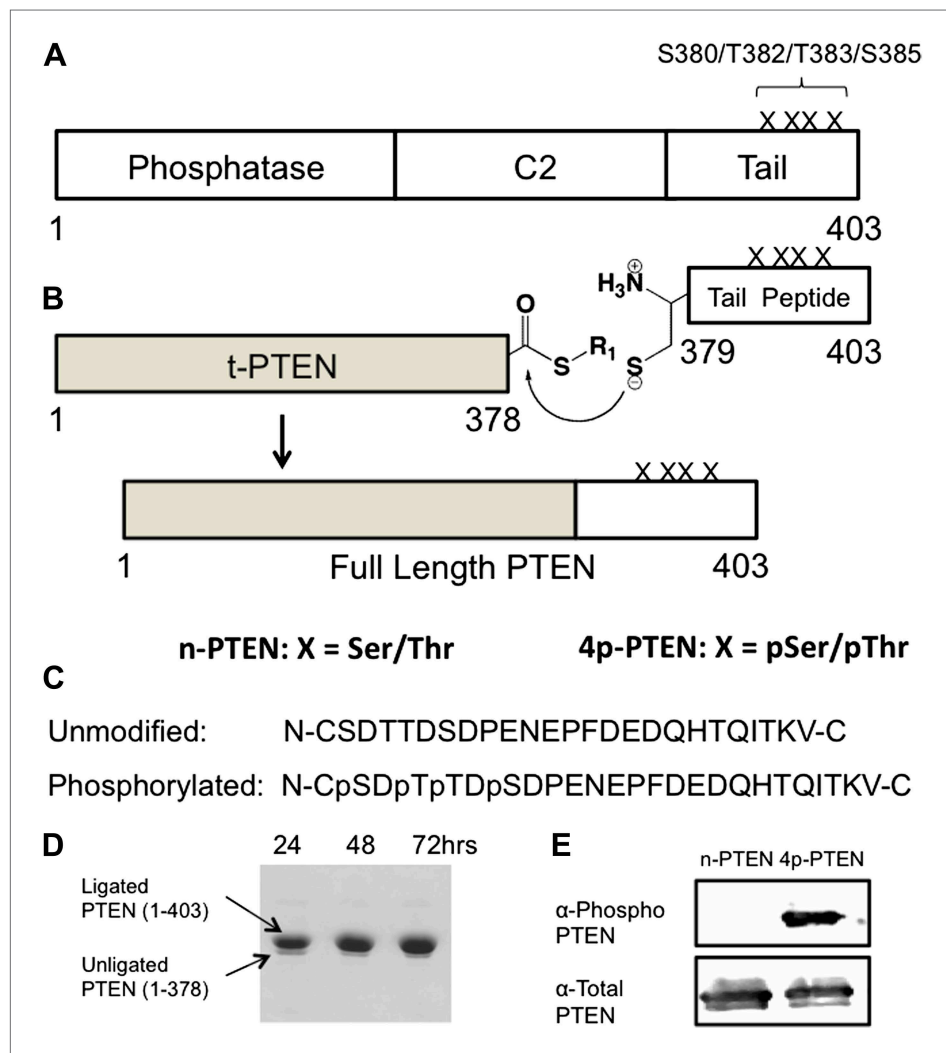 A
S380/T382/T383/S385
X XX X
Phosphatase C2 Tail
1 403
X XX X
B
O
H₃N ⊕
Tail Peptide
t-PTEN
S R₁ S ⊖
379 403
1 378
X XX X
1 Full Length PTEN 403
n-PTEN: X = Ser/Thr 4p-PTEN: X = pSer/pThr
C
Unmodified: N-CSDTTDSDPENEPFDEDQHTQITKV-C
Phosphorylated: N-CpSDpTpTDpSDPENEPFDEDQHTQITKV-C
D
24 48 72hrs
Ligated
PTEN (1-403)
Unligated
PTEN (1-378)
E
n-PTEN 4p-PTEN
α-Phospho
PTEN
α-Total
PTEN